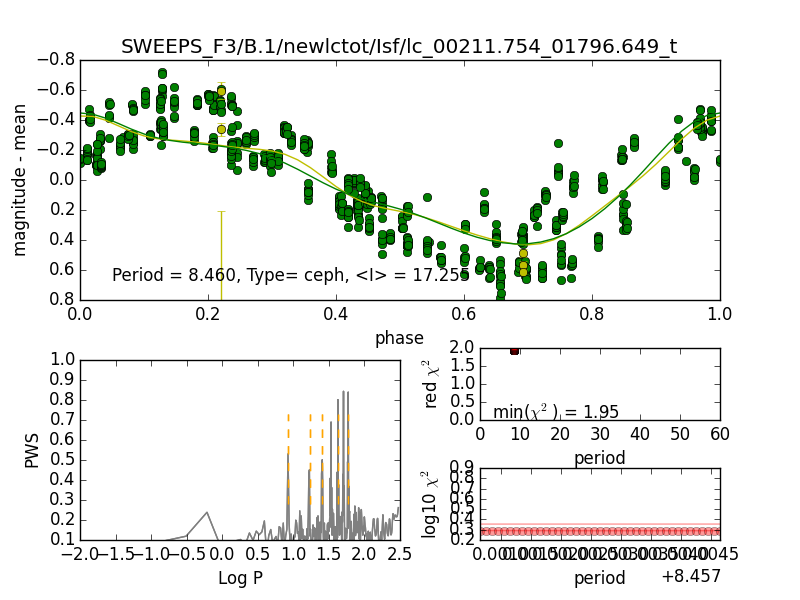 SWEEPS_F3/B.1/newlctot/Isf/lc_00211.754_01796.649_t
−0.8
−0.6
−0.4
−0.2
0.0
0.2
0.4
0.6
0.8
magnitude - mean
Period = 8.460, Type= ceph, <I> = 17.255
0.0 0.2 0.4 0.6 0.8 1.0
phase
1.0
0.9
0.8
0.7
0.6
0.5
0.4
0.3
0.2
0.1
PWS
−2.0 −1.5 −1.0 −0.5 0.0 0.5 1.0 1.5 2.0 2.5
Log P
2.0
1.5
1.0
0.5
0.0
red χ²
min(χ² ) = 1.95
0 10 20 30 40 50 60
period
0.9
0.8
0.7
0.6
0.5
0.4
0.3
0.2
log10 χ²
0.0005 0.0010 0.0015 0.0020 0.0025 0.0030 0.0035 0.0040 0.0045
period
+8.457